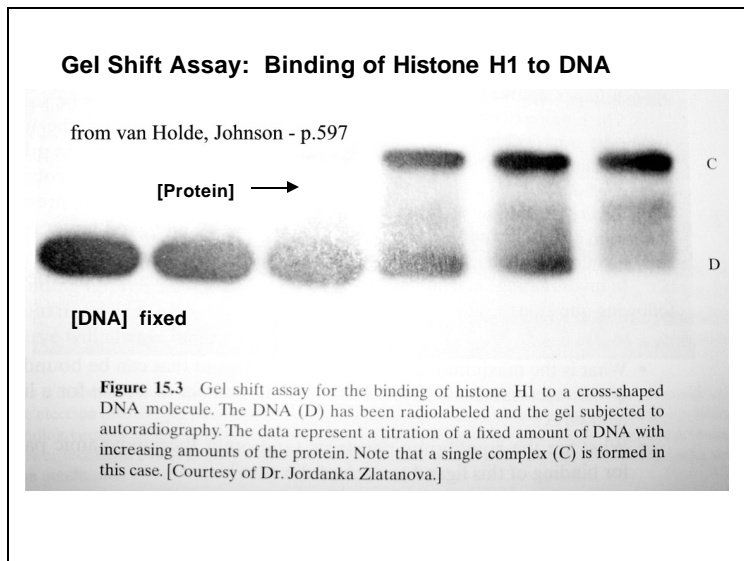 Gel Shift Assay: Binding of Histone H1 to DNA
from van Holde, Johnson - p.597
[Protein]
C
D
[DNA] fixed
Figure 15.3 Gel shift assay for the binding of histone H1 to a cross-shaped
DNA molecule. The DNA (D) has been radiolabeled and the gel subjected to
autoradiography. The data represent a titration of a fixed amount of DNA with
increasing amounts of the protein. Note that a single complex (C) is formed in
this case. [Courtesy of Dr. Jordanka Zlatanova.]